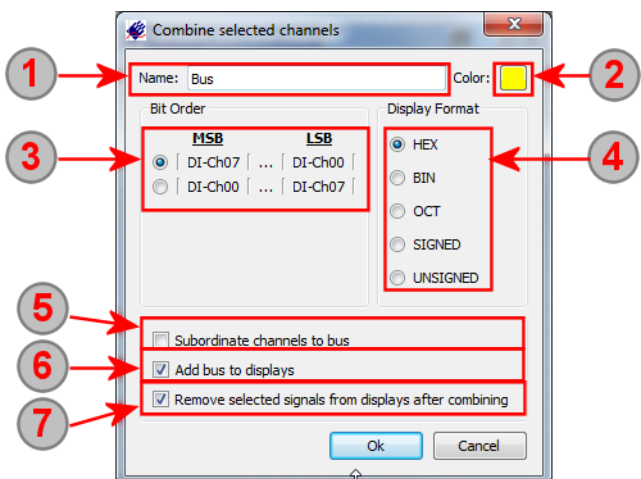 Combine selected channels
1
Name: Bus
Color:
2
Bit Order
Display Format
3
MSB LSB
DI-Ch07 ... DI-Ch00
DI-Ch00 ... DI-Ch07
HEX
BIN
OCT
SIGNED
UNSIGNED
4
5
Subordinate channels to bus
6
Add bus to displays
7
Remove selected signals from displays after combining
Ok
Cancel